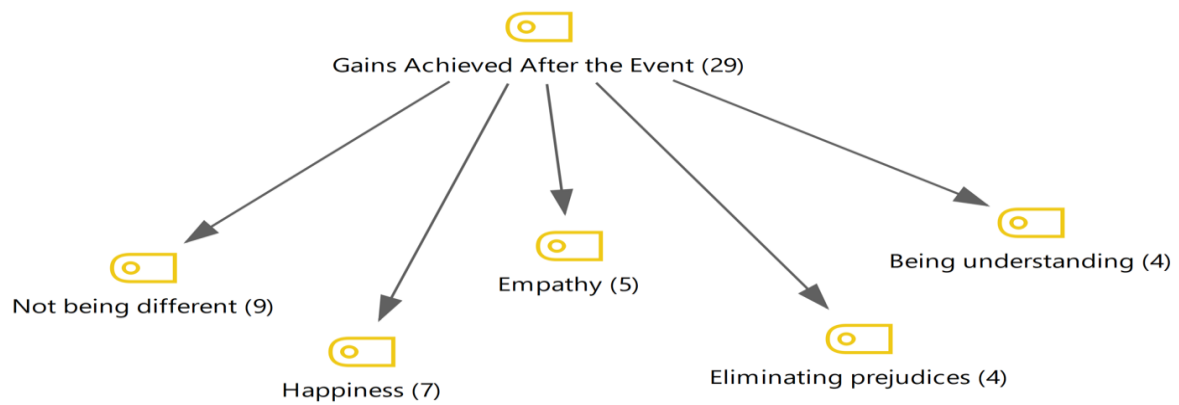 Gains Achieved After the Event (29)
Not being different (9)
Happiness (7)
Empathy (5)
Eliminating prejudices (4)
Being understanding (4)